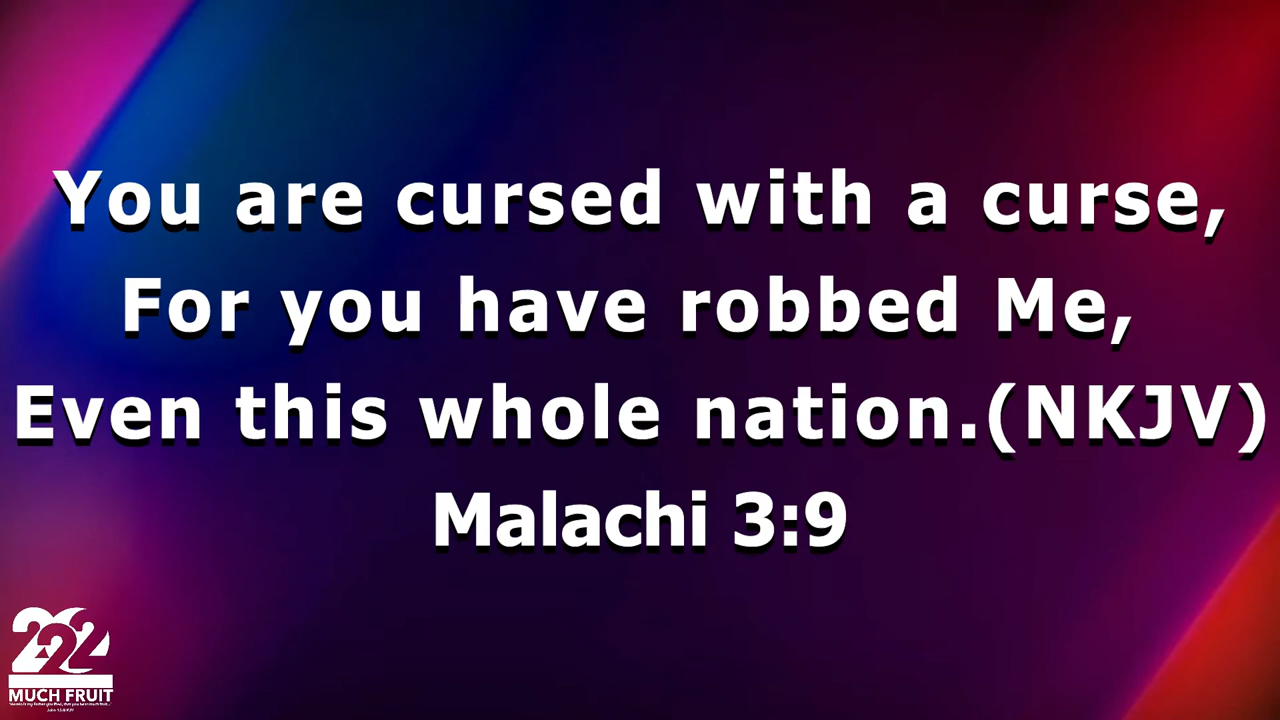 You are cursed with a curse,
For you have robbed Me,
Even this whole nation.(NKJV)
Malachi 3:9
MUCH FRUIT